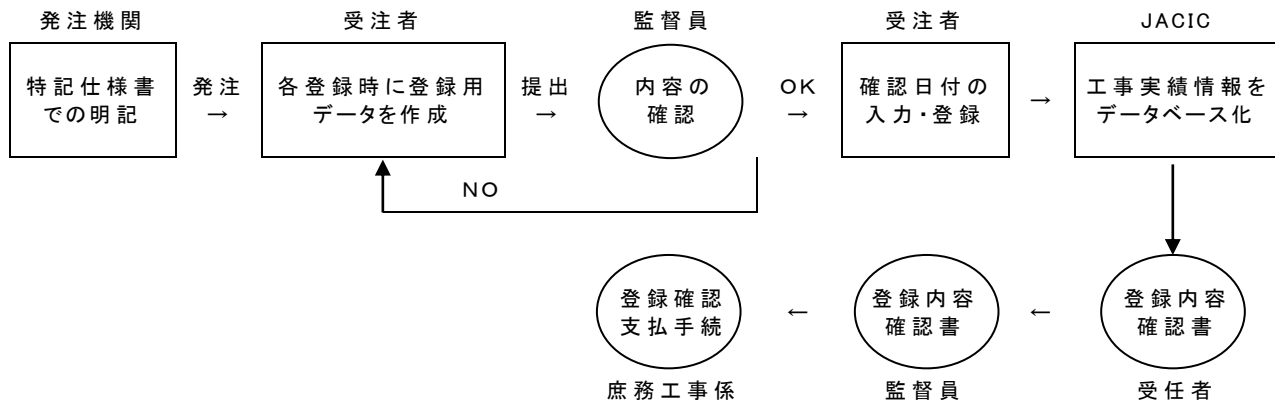 発注機関
受注者
監督員
受注者
JACIC
特記仕様書
での明記
発注
→
各登録時に登録用
データを作成
提出
→
内容の
確認
OK
→
確認日付の
入力・登録
→
工事実績情報を
データベース化
NO
登録確認
支払手続
←
登録内容
確認書
←
登録内容
確認書
庶務工事係
監督員
受任者